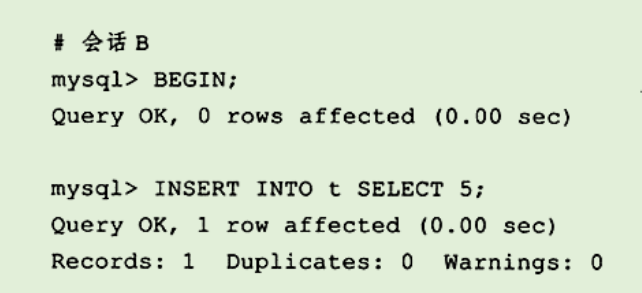 # 会话B
mysql> BEGIN;
Query OK, 0 rows affected (0.00 sec)
mysql> INSERT INTO t SELECT 5;
Query OK, 1 row affected (0.00 sec)
Records: 1  Duplicates: 0  Warnings: 0